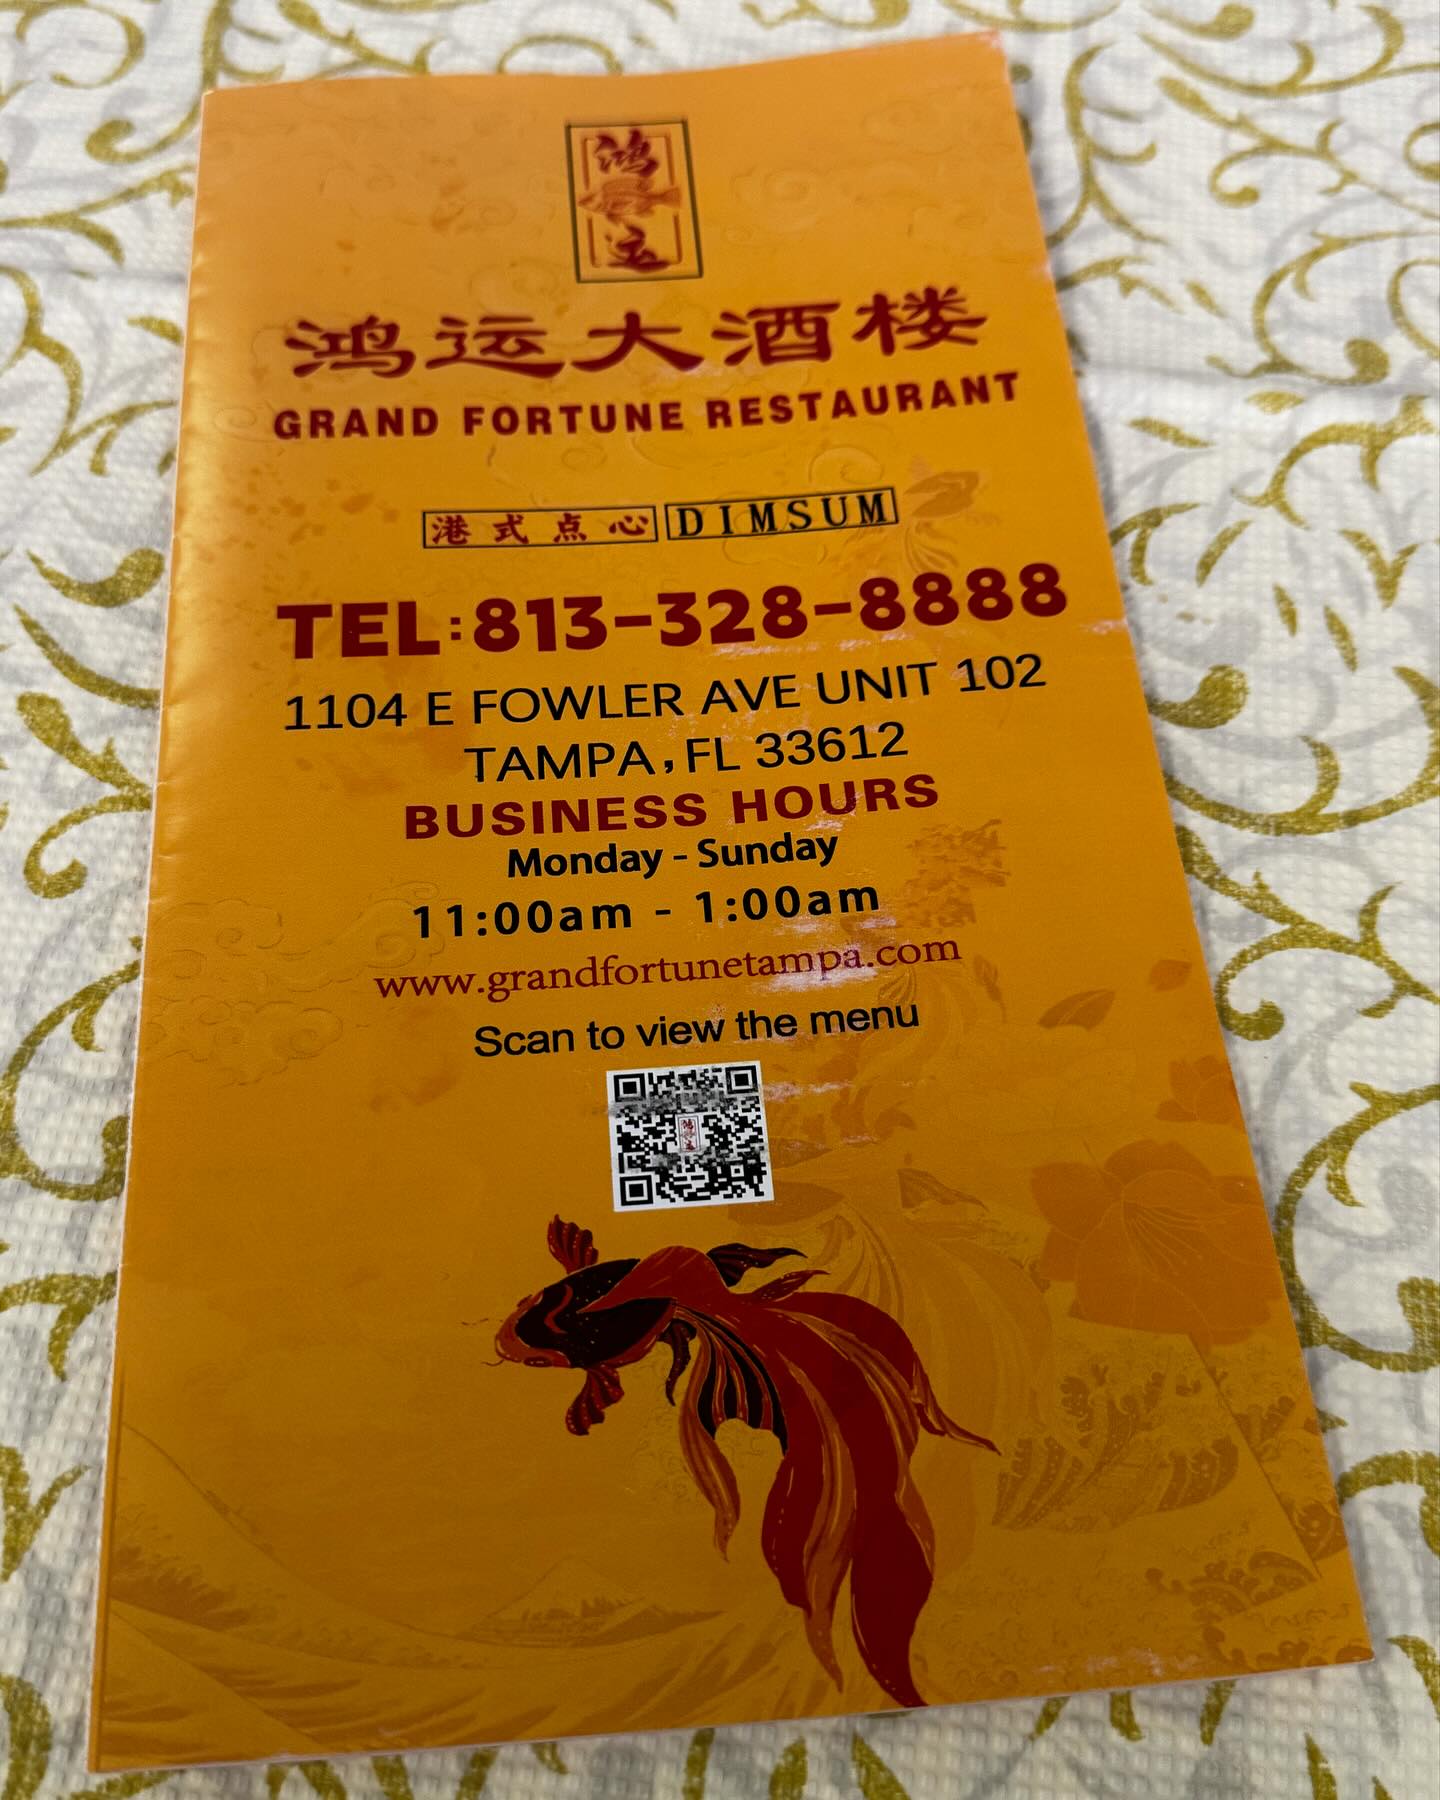 鸿
运
鸿运大酒楼
GRAND FORTUNE RESTAURANT
港式点心 DIMSUM
TEL:813-328-8888
1104 E FOWLER AVE UNIT 102
TAMPA, FL 33612
BUSINESS HOURS
Monday - Sunday
11:00am - 1:00am
www.grandfortunetampa.com
Scan to view the menu
鸿
运